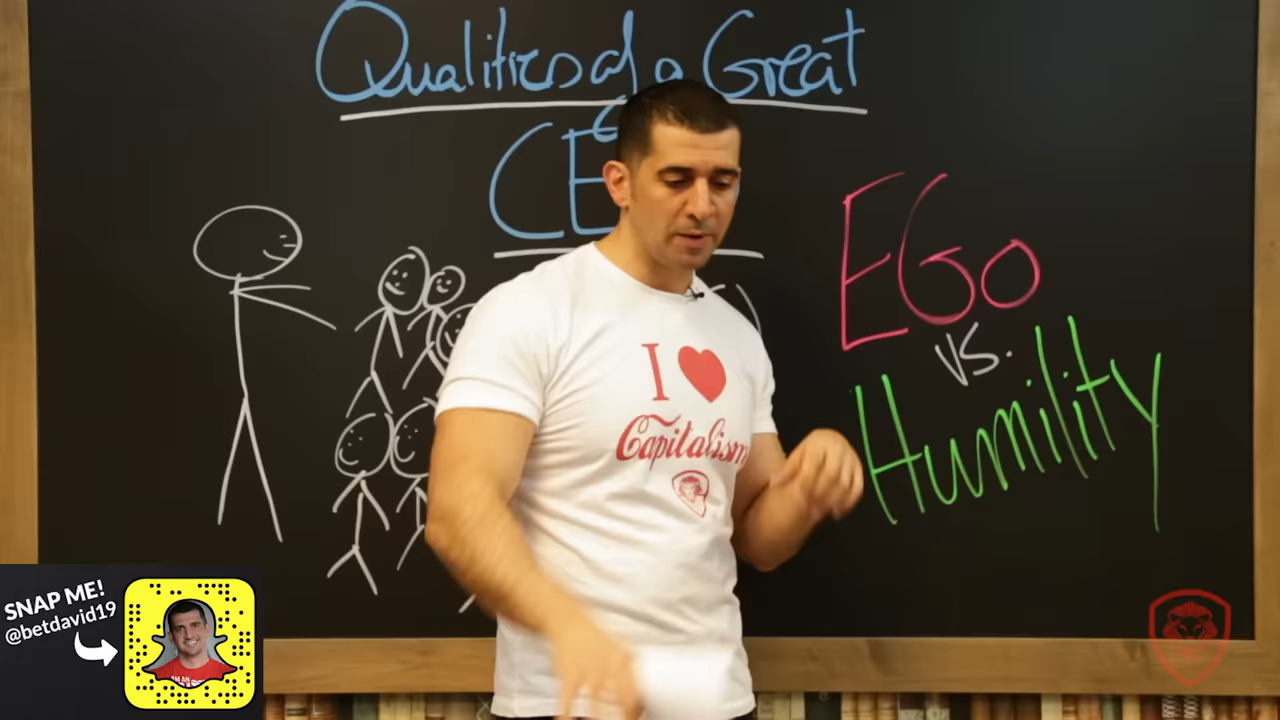 Qualities of a Great
CE
EGo
vs.
Humility
I ♥
Capitalism
SNAP ME!
@betdavid19